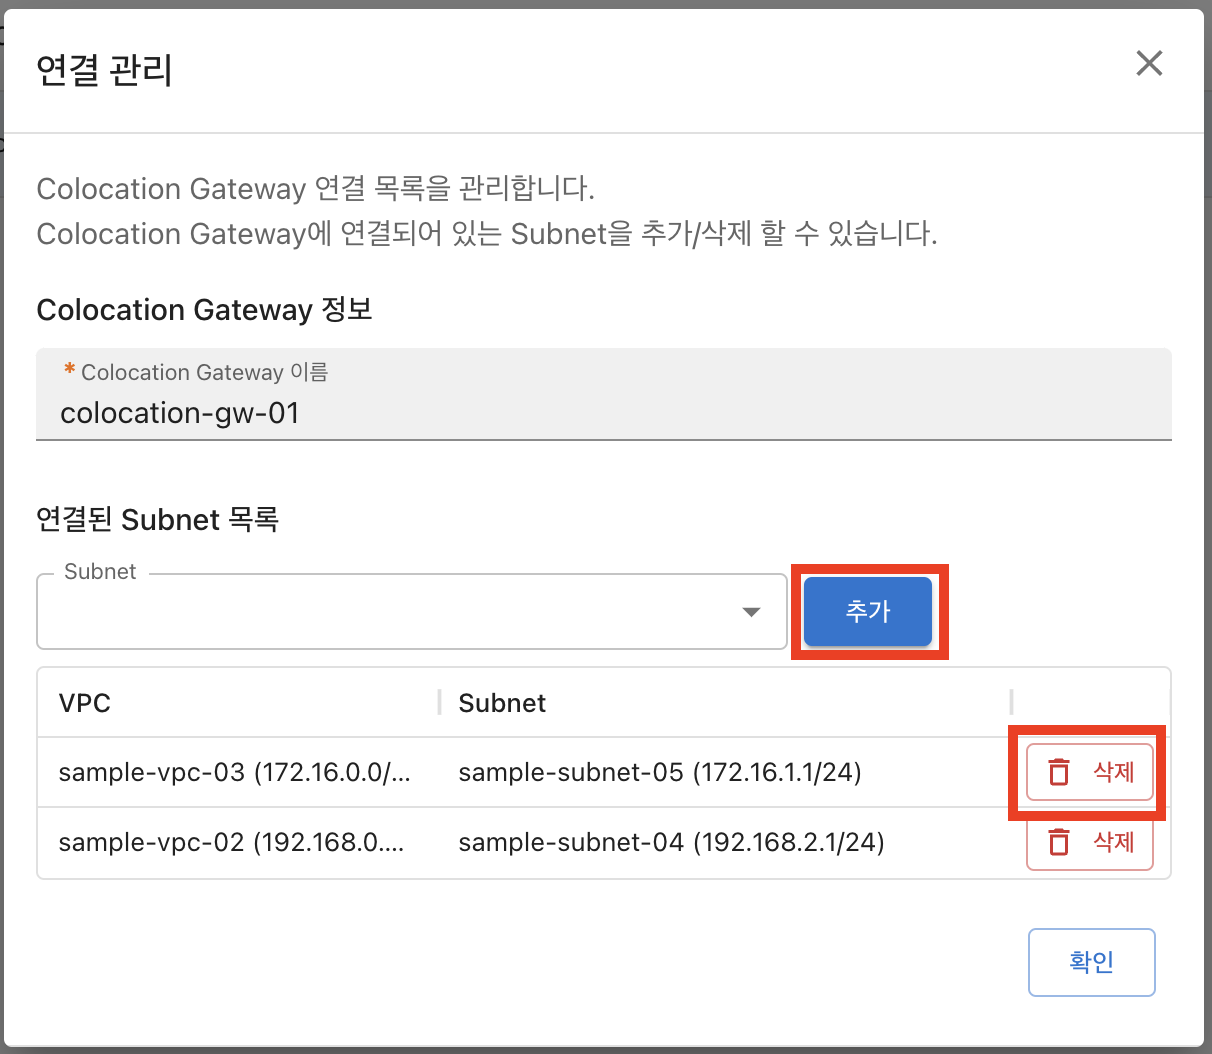 연결 관리
Colocation Gateway 연결 목록을 관리합니다.
Colocation Gateway에 연결되어 있는 Subnet을 추가/삭제 할 수 있습니다.
Colocation Gateway 정보
* Colocation Gateway 이름
colocation-gw-01
연결된 Subnet 목록
Subnet
추가
VPC Subnet
sample-vpc-03 (172.16.0.0/... sample-subnet-05 (172.16.1.1/24) 삭제
sample-vpc-02 (192.168.0.... sample-subnet-04 (192.168.2.1/24) 삭제
확인